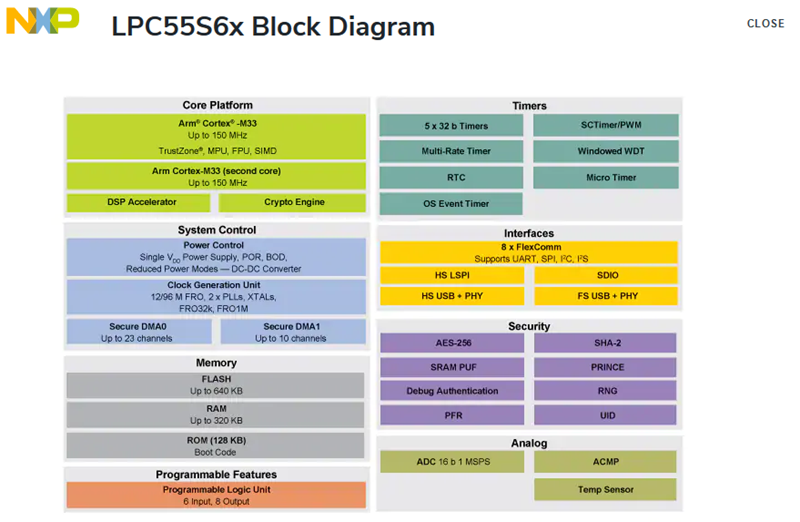 NXP
LPC55S6x Block Diagram
CLOSE
Core Platform
Arm® Cortex® -M33
Up to 150 MHz
TrustZone®, MPU, FPU, SIMD
Arm Cortex-M33 (second core)
Up to 150 MHz
DSP Accelerator
Crypto Engine
System Control
Power Control
Single VDD Power Supply, POR, BOD,
Reduced Power Modes — DC-DC Converter
Clock Generation Unit
12/96 M FRO, 2 x PLLs, XTALs,
FRO32k, FRO1M
Secure DMA0
Up to 23 channels
Secure DMA1
Up to 10 channels
Memory
FLASH
Up to 640 KB
RAM
Up to 320 KB
ROM (128 KB)
Boot Code
Programmable Features
Programmable Logic Unit
6 Input, 8 Output
Timers
5 x 32 b Timers
SCTimer/PWM
Multi-Rate Timer
Windowed WDT
RTC
Micro Timer
OS Event Timer
Interfaces
8 x FlexComm
Supports UART, SPI, I²C, I²S
HS LSPI
SDIO
HS USB + PHY
FS USB + PHY
Security
AES-256
SHA-2
SRAM PUF
PRINCE
Debug Authentication
RNG
PFR
UID
Analog
ADC 16 b 1 MSPS
ACMP
Temp Sensor